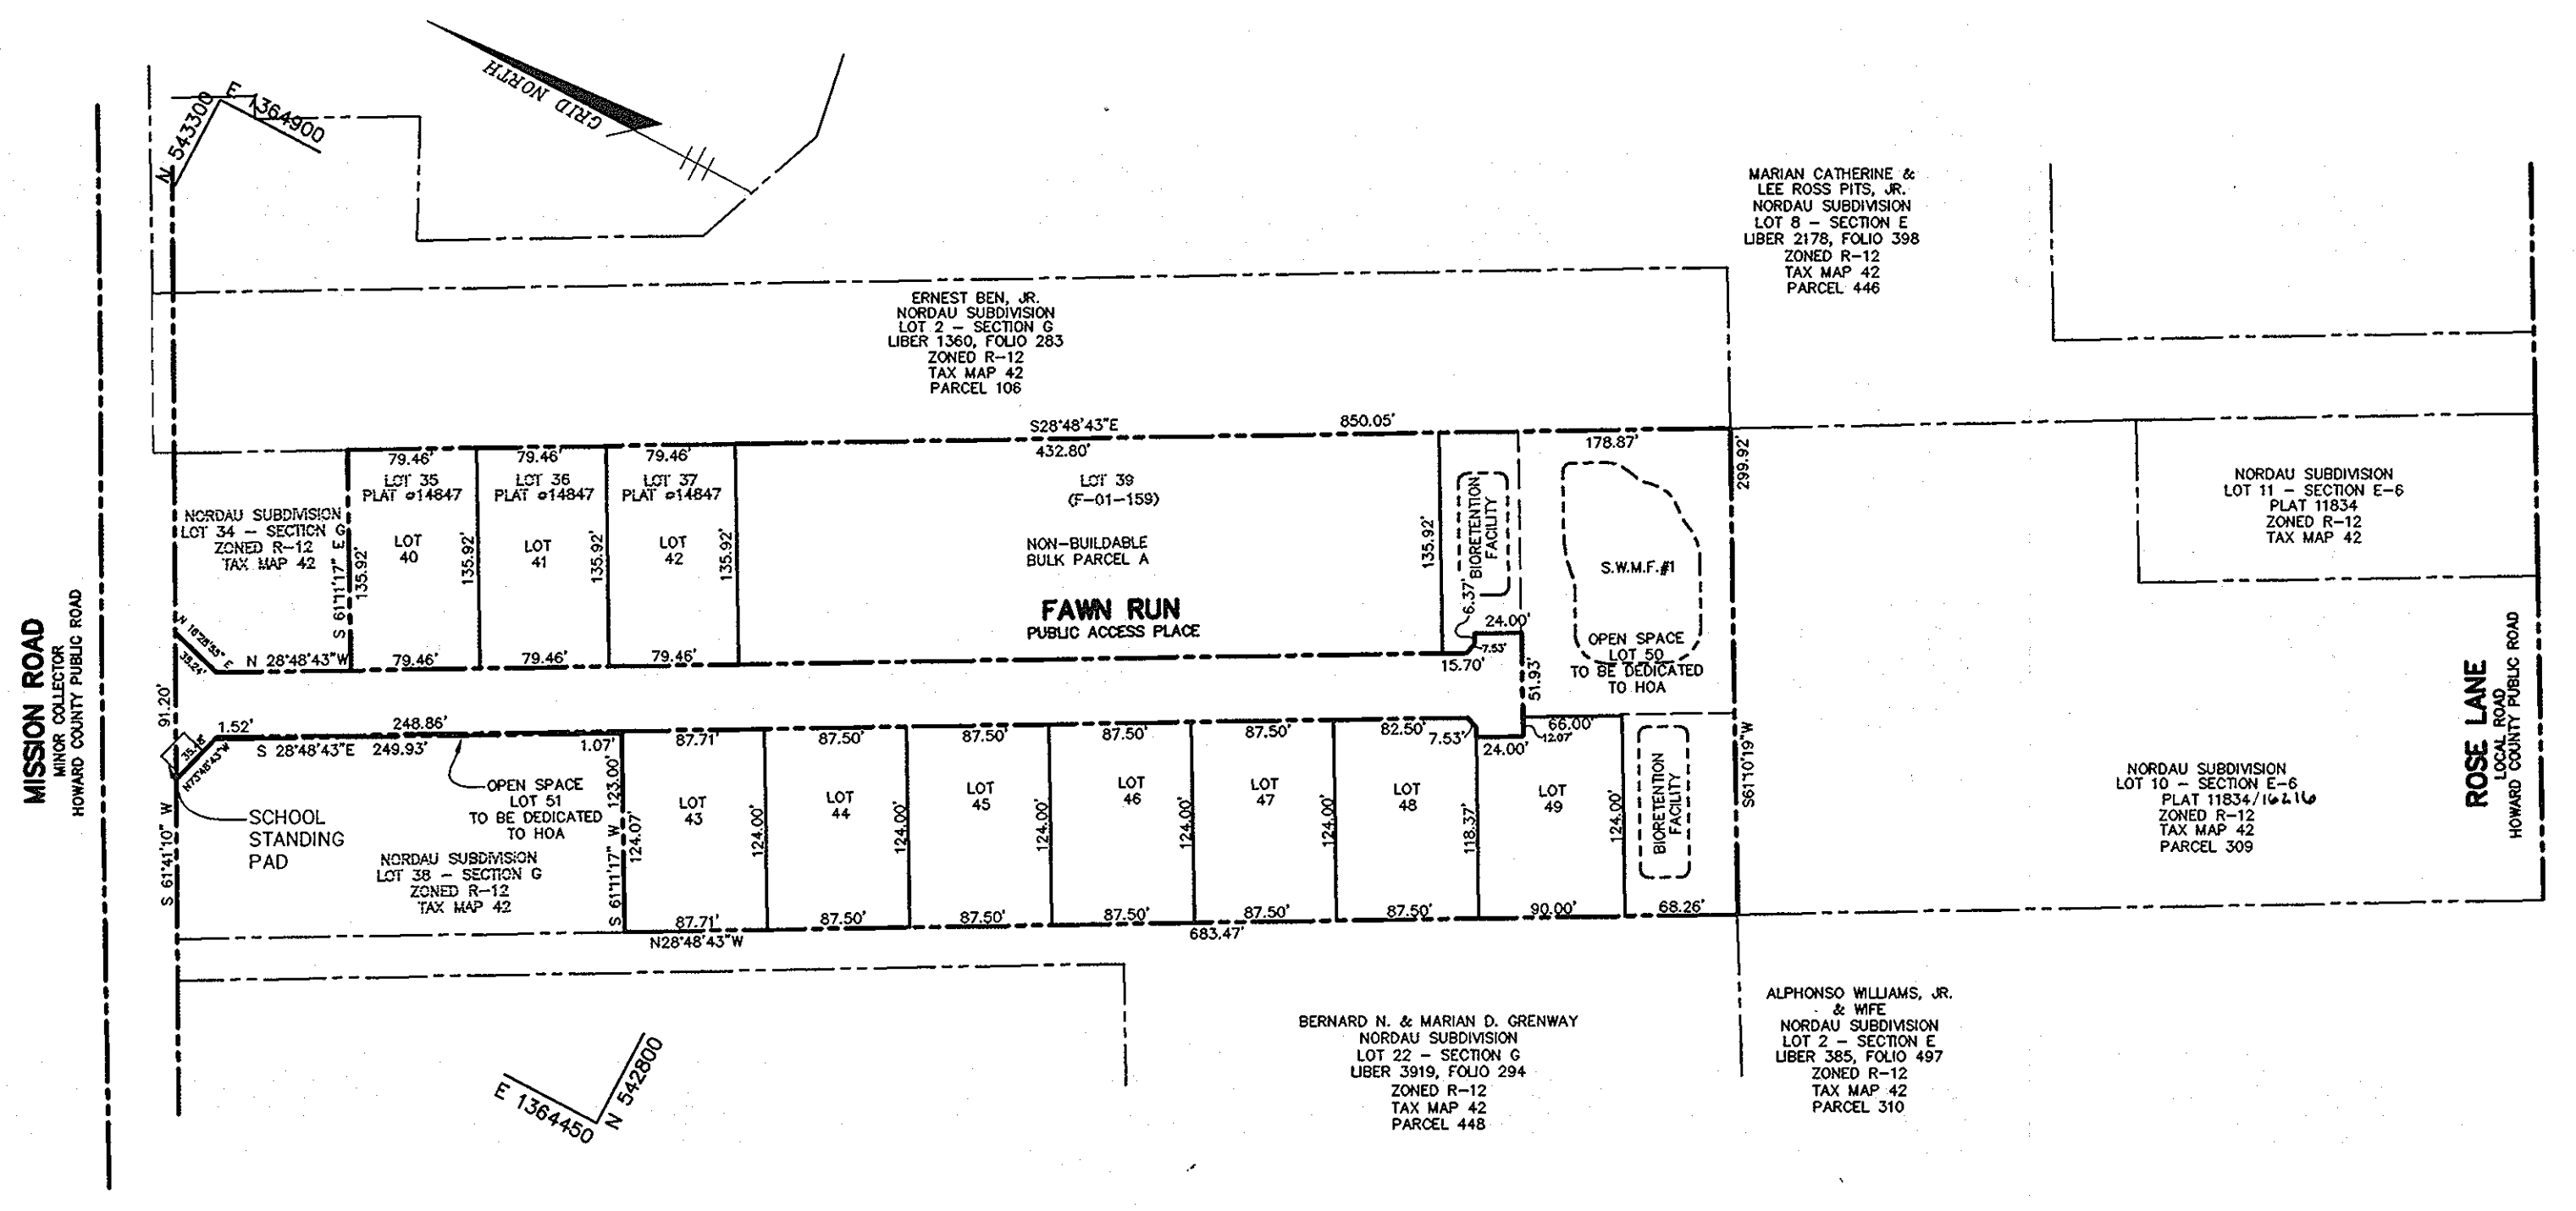 N 543300
E 1364900
GRID NORTH
MISSION ROAD
MINOR COLLECTOR
HOWARD COUNTY PUBLIC ROAD
MARIAN CATHERINE &
LEE ROSS PITS, JR.
NORDAU SUBDIVISION
LOT 8 - SECTION E
LIBER 2178, FOLIO 398
ZONED R-12
TAX MAP 42
PARCEL 446
ERNEST BEN, JR.
NORDAU SUBDIVISION
LOT 2 - SECTION G
LIBER 1360, FOLIO 283
ZONED R-12
TAX MAP 42
PARCEL 106
S28°48'43"E
850.05'
79.46'
79.46'
79.46'
432.80'
178.87'
299.92'
LOT 35
PLAT #14847
LOT 36
PLAT #14847
LOT 37
PLAT #14847
LOT 39
(F-01-159)
NORDAU SUBDIVISION
LOT 34 - SECTION G
ZONED R-12
TAX MAP 42
S 61°11'17" E
135.92'
LOT
40
135.92'
LOT
41
135.92'
LOT
42
135.92'
NON-BUILDABLE
BULK PARCEL A
135.92'
BIORETENTION
FACILITY
S.W.M.F.#1
FAWN RUN
PUBLIC ACCESS PLACE
6.37'
24.00'
7.53'
15.70'
51.93'
OPEN SPACE
LOT 50
TO BE DEDICATED
TO HOA
NORDAU SUBDIVISION
LOT 11 - SECTION E-6
PLAT 11834
ZONED R-12
TAX MAP 42
N 16°28'53" E
35.24'
N 28°48'43"W
79.46'
79.46'
79.46'
91.20'
1.52'
248.86'
S 28°48'43"E
249.93'
1.07'
N73°48'43"W
87.71'
87.50'
87.50'
87.50'
87.50'
82.50'
7.53'
24.00'
66.00'
12.07'
S 61°41'10" W
SCHOOL
STANDING
PAD
OPEN SPACE
LOT 51
TO BE DEDICATED
TO HOA
NORDAU SUBDIVISION
LOT 38 - SECTION G
ZONED R-12
TAX MAP 42
S 61°11'17" W
123.00'
124.07'
LOT
43
124.00'
LOT
44
124.00'
LOT
45
124.00'
LOT
46
124.00'
LOT
47
124.00'
LOT
48
118.37'
LOT
49
124.00'
BIORETENTION
FACILITY
S61°10'19"W
NORDAU SUBDIVISION
LOT 10 - SECTION E-6
PLAT 11834/16216
ZONED R-12
TAX MAP 42
PARCEL 309
ROSE LANE
LOCAL ROAD
HOWARD COUNTY PUBLIC ROAD
87.71'
87.50'
87.50'
87.50'
87.50'
87.50'
90.00'
68.26'
N28°48'43"W
683.47'
E 1364450
N 542800
BERNARD N. & MARIAN D. GRENWAY
NORDAU SUBDIVISION
LOT 22 - SECTION G
LIBER 3919, FOLIO 294
ZONED R-12
TAX MAP 42
PARCEL 448
ALPHONSO WILLIAMS, JR.
& WIFE
NORDAU SUBDIVISION
LOT 2 - SECTION E
LIBER 385, FOLIO 497
ZONED R-12
TAX MAP 42
PARCEL 310